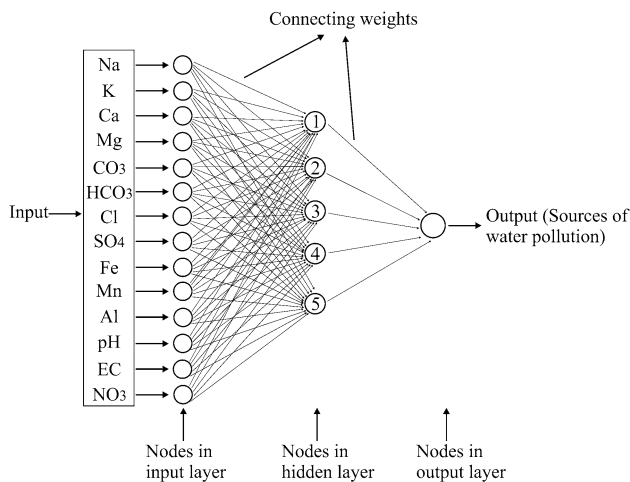 Connecting weights
Na
K
Ca
Mg
CO3
HCO3
Cl
SO4
Fe
Mn
Al
pH
EC
NO3
Input
1
2
3
4
5
Output (Sources of
water pollution)
Nodes in
input layer
Nodes in
hidden layer
Nodes in
output layer